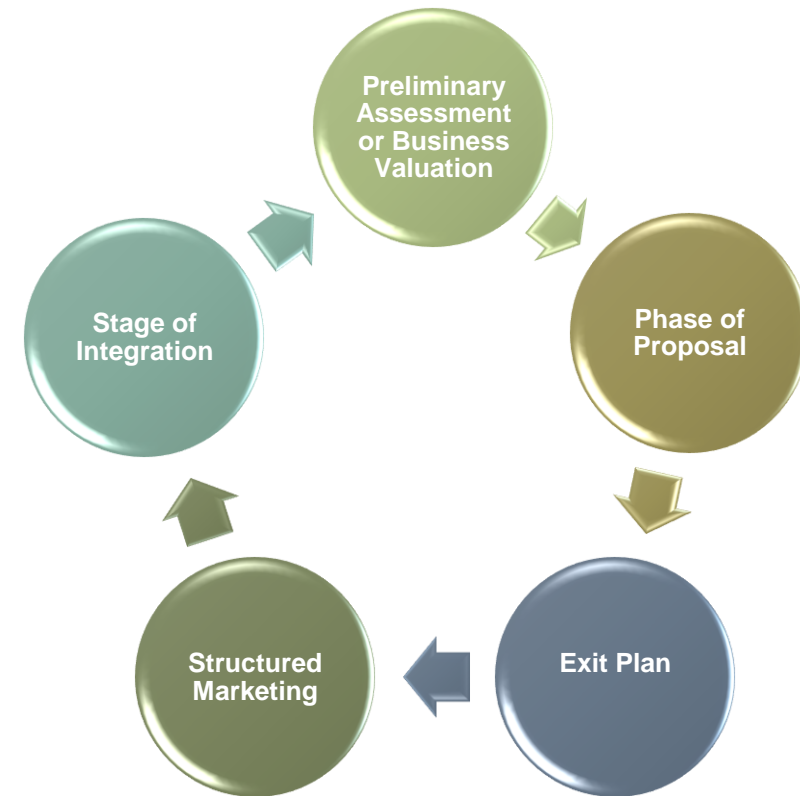 Preliminary
Assessment
or Business
Valuation
Phase of
Proposal
Exit Plan
Structured
Marketing
Stage of
Integration